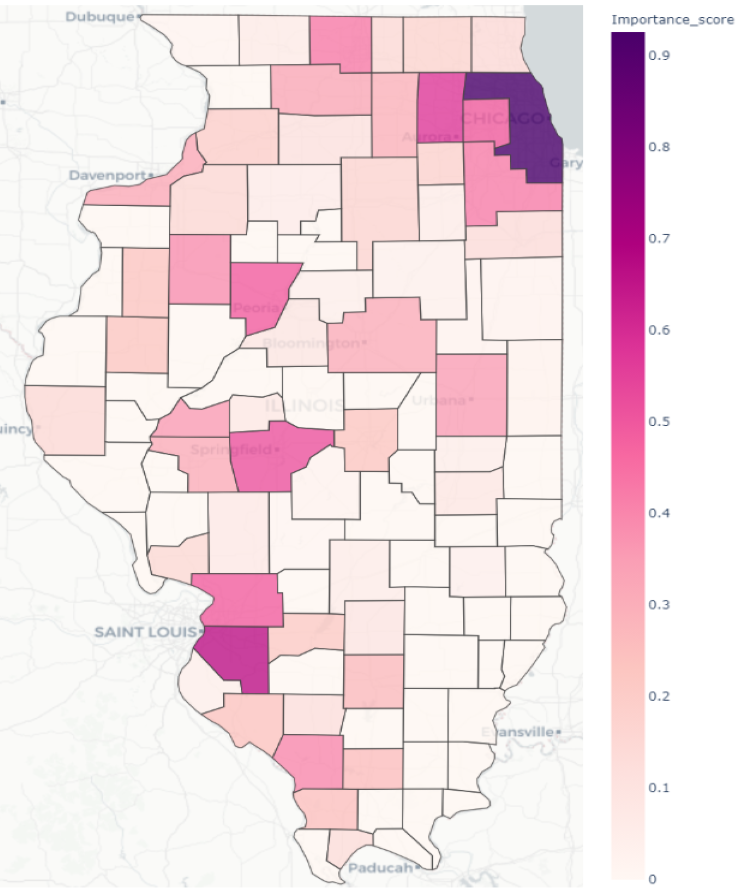 Importance_score
Dubuque
0.9
CHICAGO
0.8
Aurora
Gary
Davenport
0.7
0.6
Peoria
Bloomington
ILLINOIS
Urbana
0.5
uincy
Springfield
0.4
SAINT LOUIS
0.3
0.2
Evansville
0.1
Paducah
0